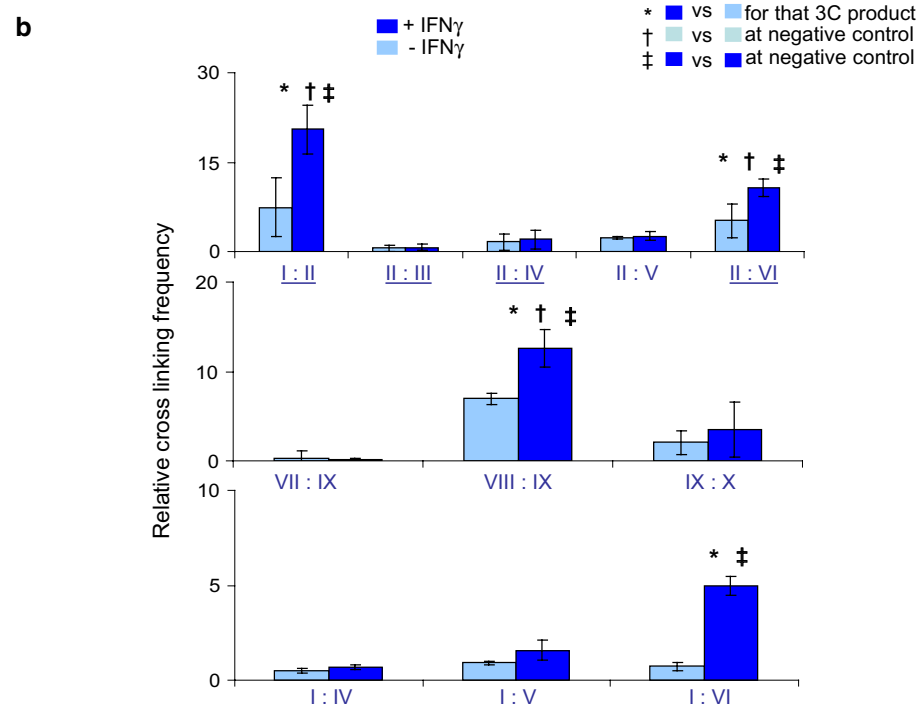 b
+ IFNγ
- IFNγ
* vs for that 3C product
† vs at negative control
‡ vs at negative control
Relative cross linking frequency
30
* † ‡
* † ‡
15
0
I : II II : III II : IV II : V II : VI
20
* † ‡
10
0
VII : IX VIII : IX IX : X
10
* ‡
5
0
I : IV I : V I : VI